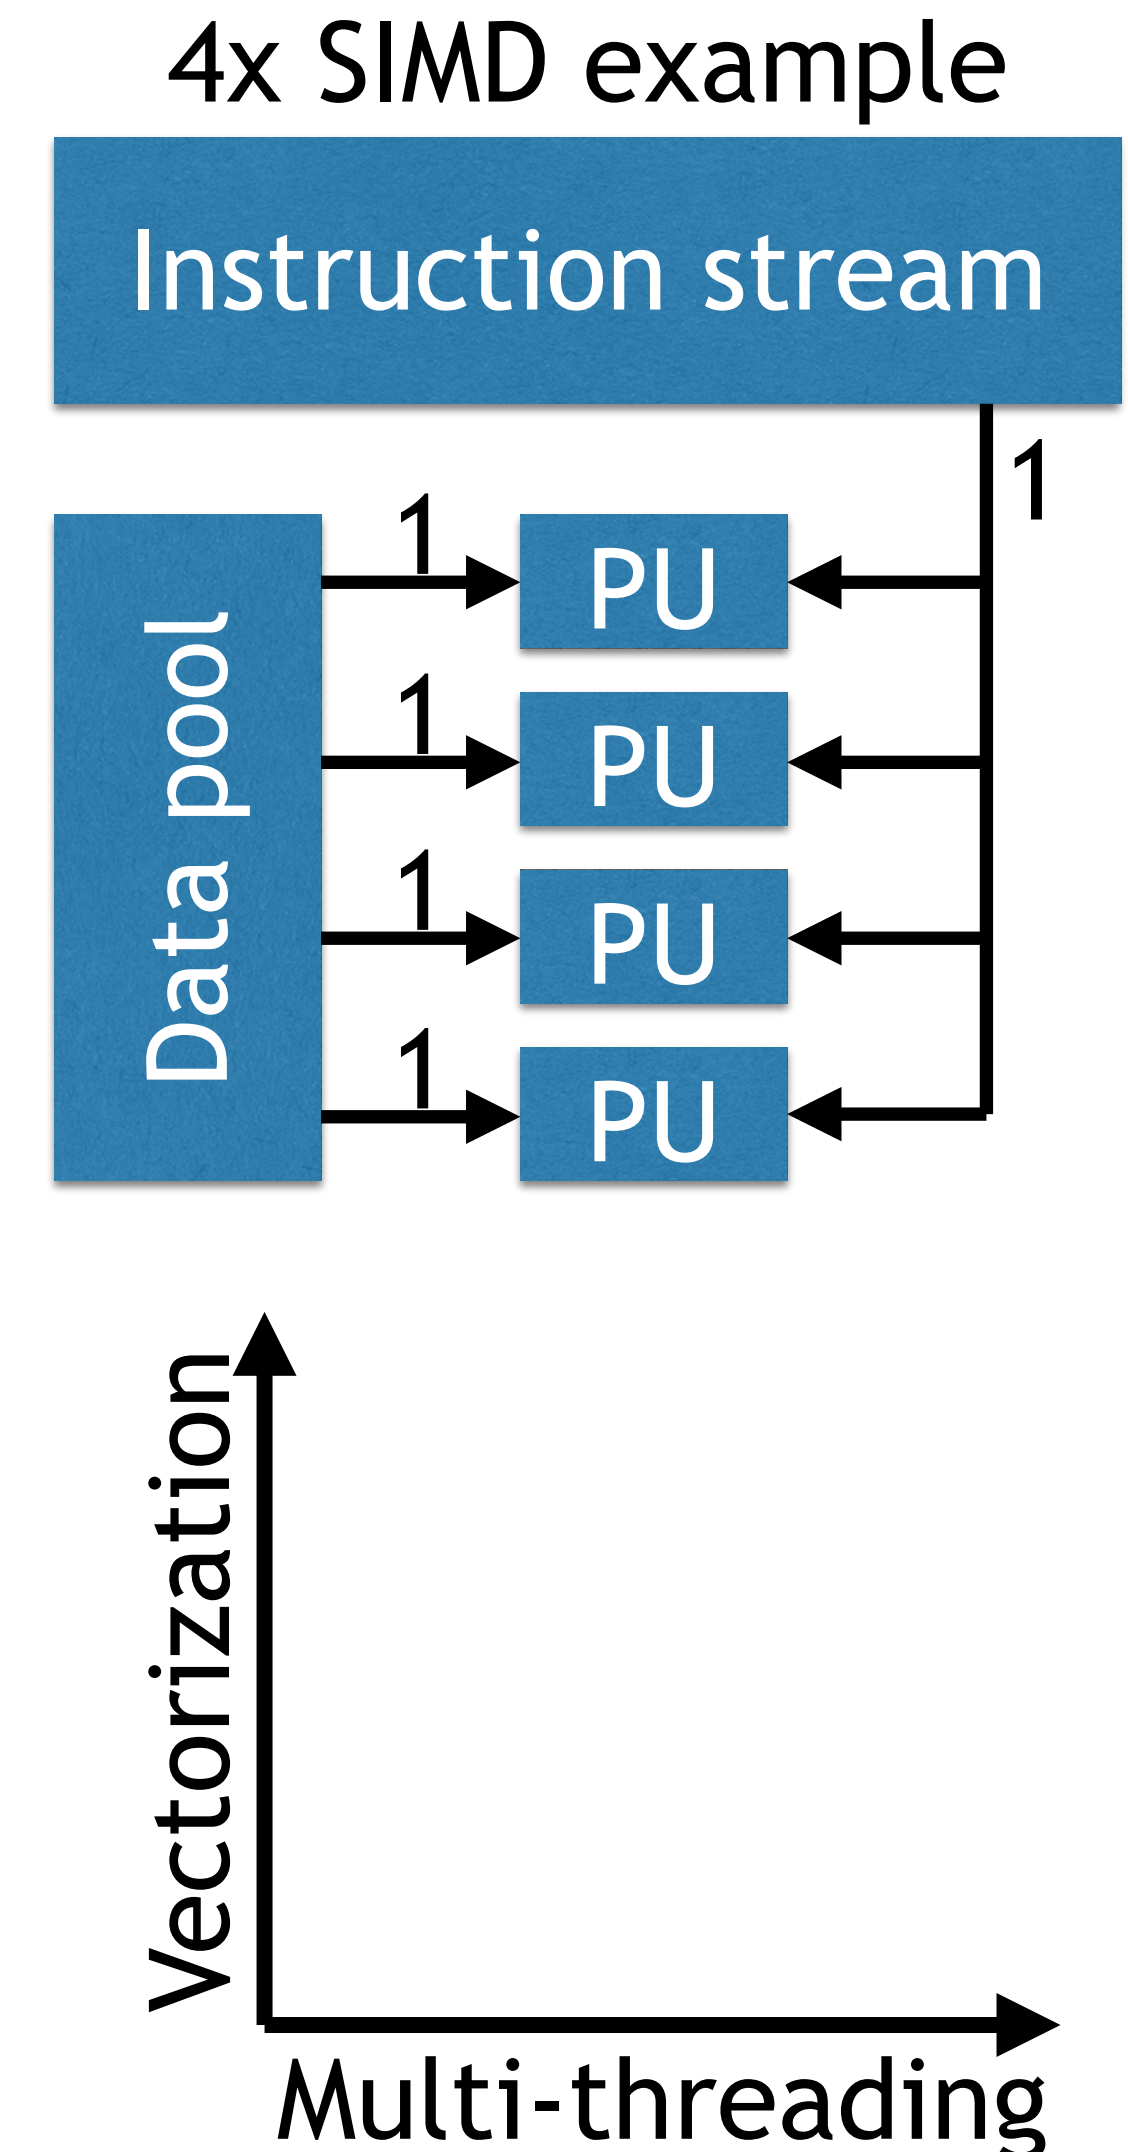 4x SIMD example
Instruction stream
1
1
PU
Data pool
1
PU
1
PU
1
PU
Vectorization
Multi-threading